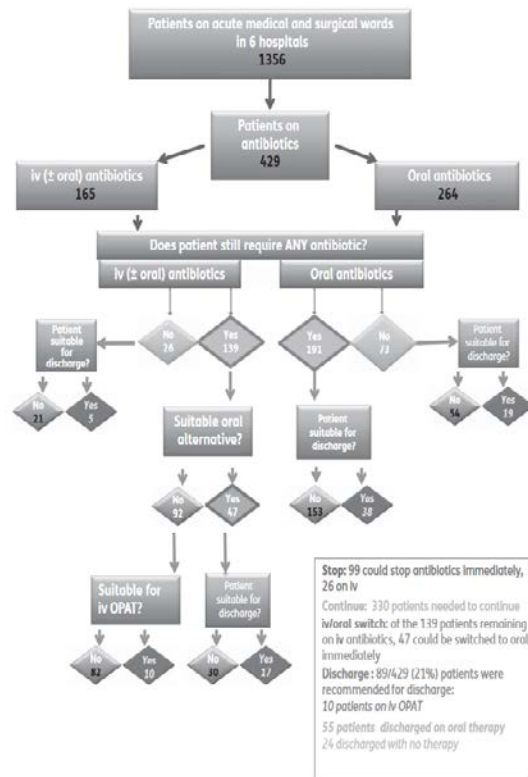 Patients on acute medical and surgical wards
in 6 hospitals
1356
Patients on
antibiotics
429
iv (± oral) antibiotics
165
Oral antibiotics
264
Does patient still require ANY antibiotic?
iv (± oral) antibiotics
Oral antibiotics
Patient
suitable for
discharge?
No
26
Yes
139
Yes
191
No
73
Patient
suitable for
discharge?
No
21
Yes
5
Suitable oral
alternative?
Patient
suitable for
discharge?
No
54
Yes
19
No
92
Yes
47
No
153
Yes
38
Suitable for
iv OPAT?
Patient
suitable for
discharge?
No
82
Yes
10
No
30
Yes
17
Stop: 99 could stop antibiotics immediately,
26 on iv
Continue: 330 patients needed to continue
iv/oral switch: of the 139 patients remaining
on iv antibiotics, 47 could be switched to oral
immediately
Discharge: 89/429 (21%) patients were
recommended for discharge:
10 patients on iv OPAT
55 patients discharged on oral therapy
24 discharged with no therapy